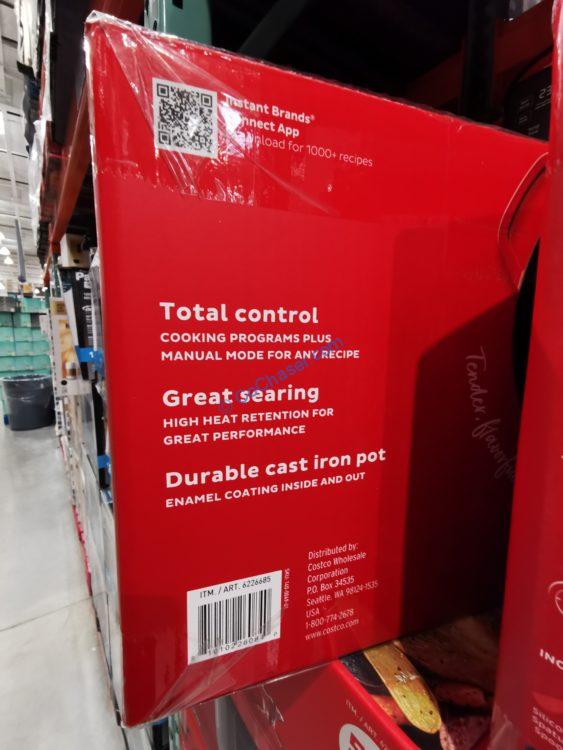 Instant Brands®
Connect App
Download for 1000+ recipes
Total control
COOKING PROGRAMS PLUS
MANUAL MODE FOR ANY RECIPE
Great searing
HIGH HEAT RETENTION FOR
GREAT PERFORMANCE
Durable cast iron pot
ENAMEL COATING INSIDE AND OUT
Tender
ITM. / ART. 6226685
Distributed by:
Costco Wholesale
Corporation
P.O. Box 34535
Seattle, WA 98124-1535
USA
1-800-774-2678
www.costco.com
ITM. / ART.